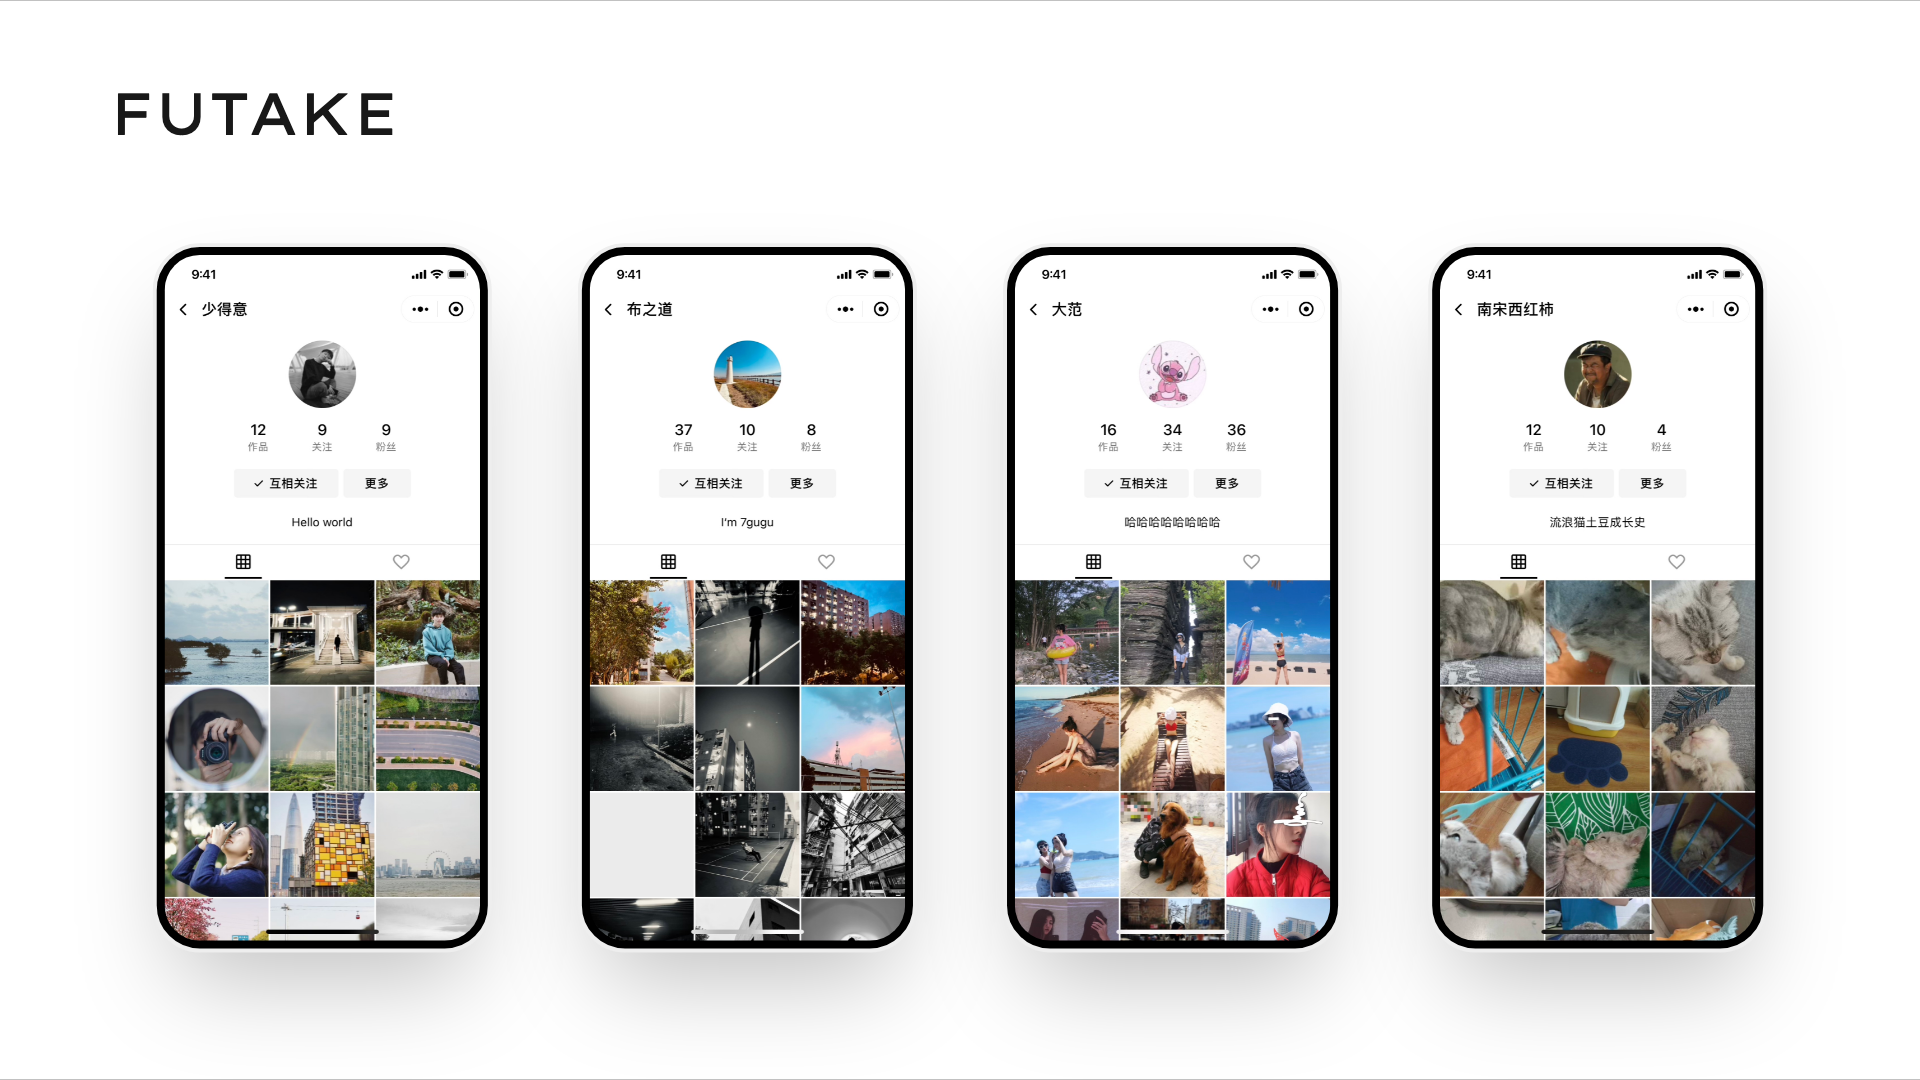 FUTAKE
9:41
少得意
12 9 9
作品 关注 粉丝
互相关注 更多
Hello world
9:41
布之道
37 10 8
作品 关注 粉丝
互相关注 更多
I'm 7gugu
9:41
大范
16 34 36
作品 关注 粉丝
互相关注 更多
哈哈哈哈哈哈哈哈
9:41
南宋西红柿
12 10 4
作品 关注 粉丝
互相关注 更多
流浪猫土豆成长史